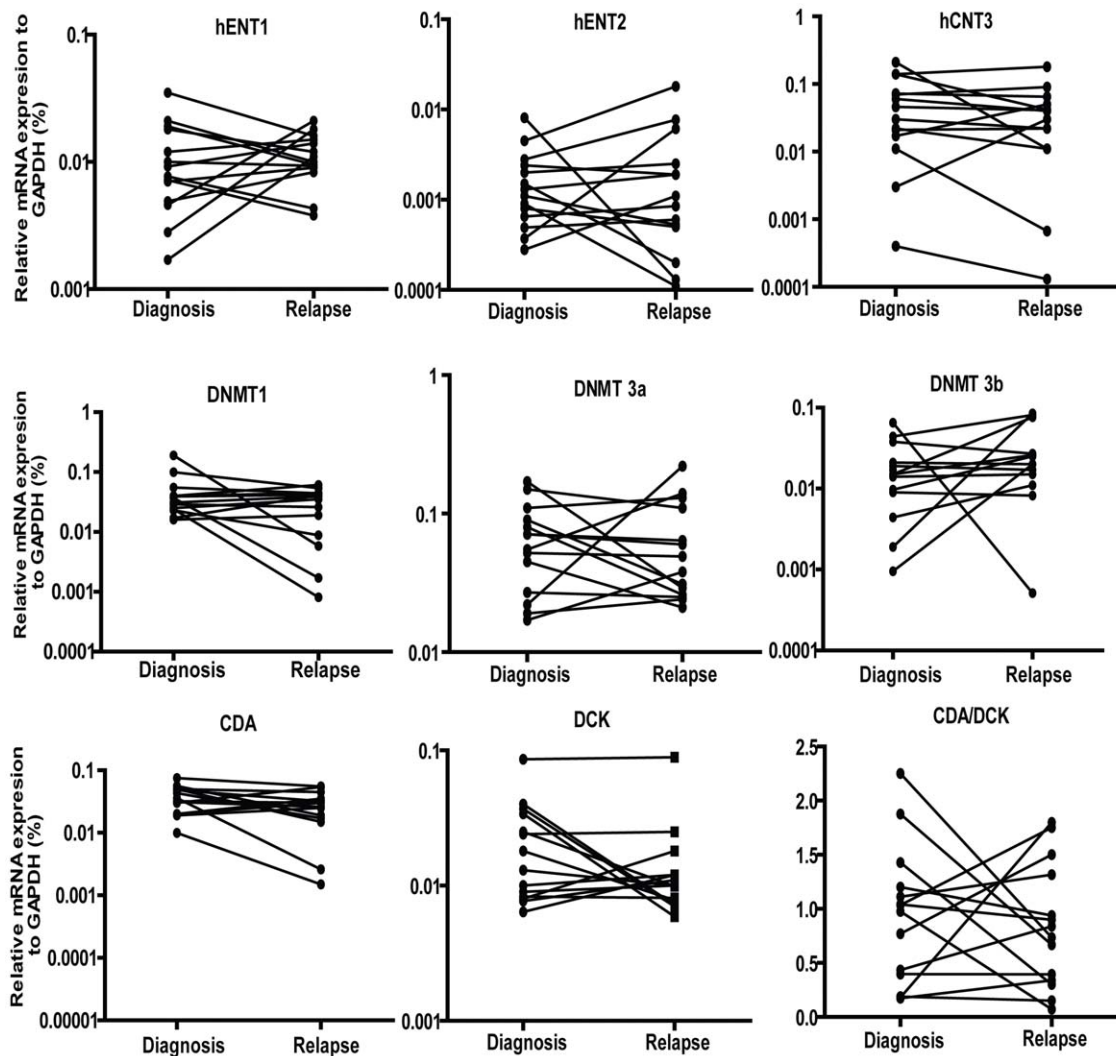 Relative mRNA expresion to
GAPDH (%)
hENT1
0.1
0.01
0.001
Diagnosis Relapse
hENT2
0.1
0.01
0.001
0.0001
Diagnosis Relapse
hCNT3
1
0.1
0.01
0.001
0.0001
Diagnosis Relapse
Relative mRNA expresion
to GAPDH (%)
DNMT1
1
0.1
0.01
0.001
0.0001
Diagnosis Relapse
DNMT 3a
1
0.1
0.01
Diagnosis Relapse
DNMT 3b
0.1
0.01
0.001
0.0001
Diagnosis Relapse
Relative mRNA expresion
to GAPDH (%)
CDA
0.1
0.01
0.001
0.0001
0.00001
Diagnosis Relapse
DCK
0.1
0.01
0.001
Diagnosis Relapse
CDA/DCK
2.5
2.0
1.5
1.0
0.5
0.0
Diagnosis Relapse